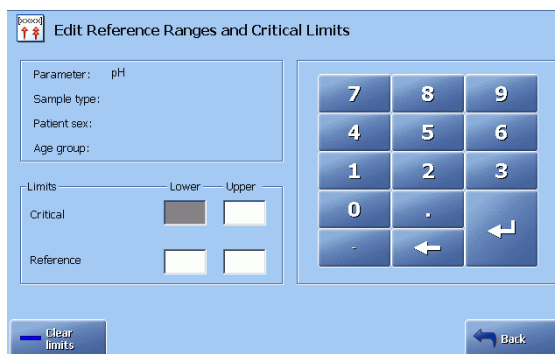 Edit Reference Ranges and Critical Limits
Parameter: pH
Sample type:
Patient sex:
Age group:
Limits Lower Upper
Critical
Reference
7 8 9
4 5 6
1 2 3
0 .
-
Clear
limits
Back